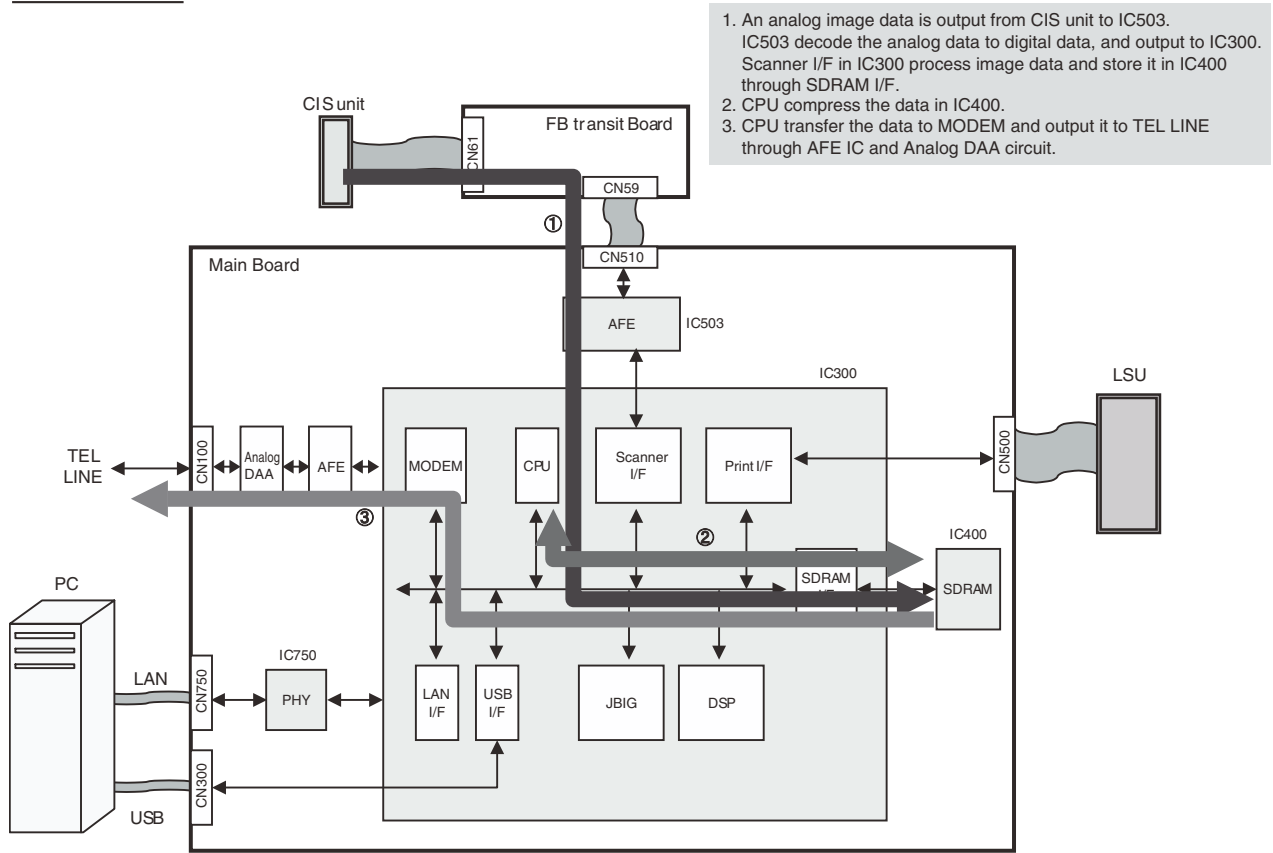 1. An analog image data is output from CIS unit to IC503.
IC503 decode the analog data to digital data, and output to IC300.
Scanner I/F in IC300 process image data and store it in IC400
through SDRAM I/F.
2. CPU compress the data in IC400.
3. CPU transfer the data to MODEM and output it to TEL LINE
through AFE IC and Analog DAA circuit.
CIS unit
FB transit Board
CN61
CN59
①
CN510
Main Board
AFE
IC503
IC300
LSU
TEL
LINE
CN100
Analog
DAA
AFE
MODEM
CPU
Scanner
I/F
Print I/F
CN500
③
②
IC400
SDRAM
SDRAM
PC
LAN
CN750
IC750
PHY
LAN
I/F
USB
I/F
JBIG
DSP
CN300
USB